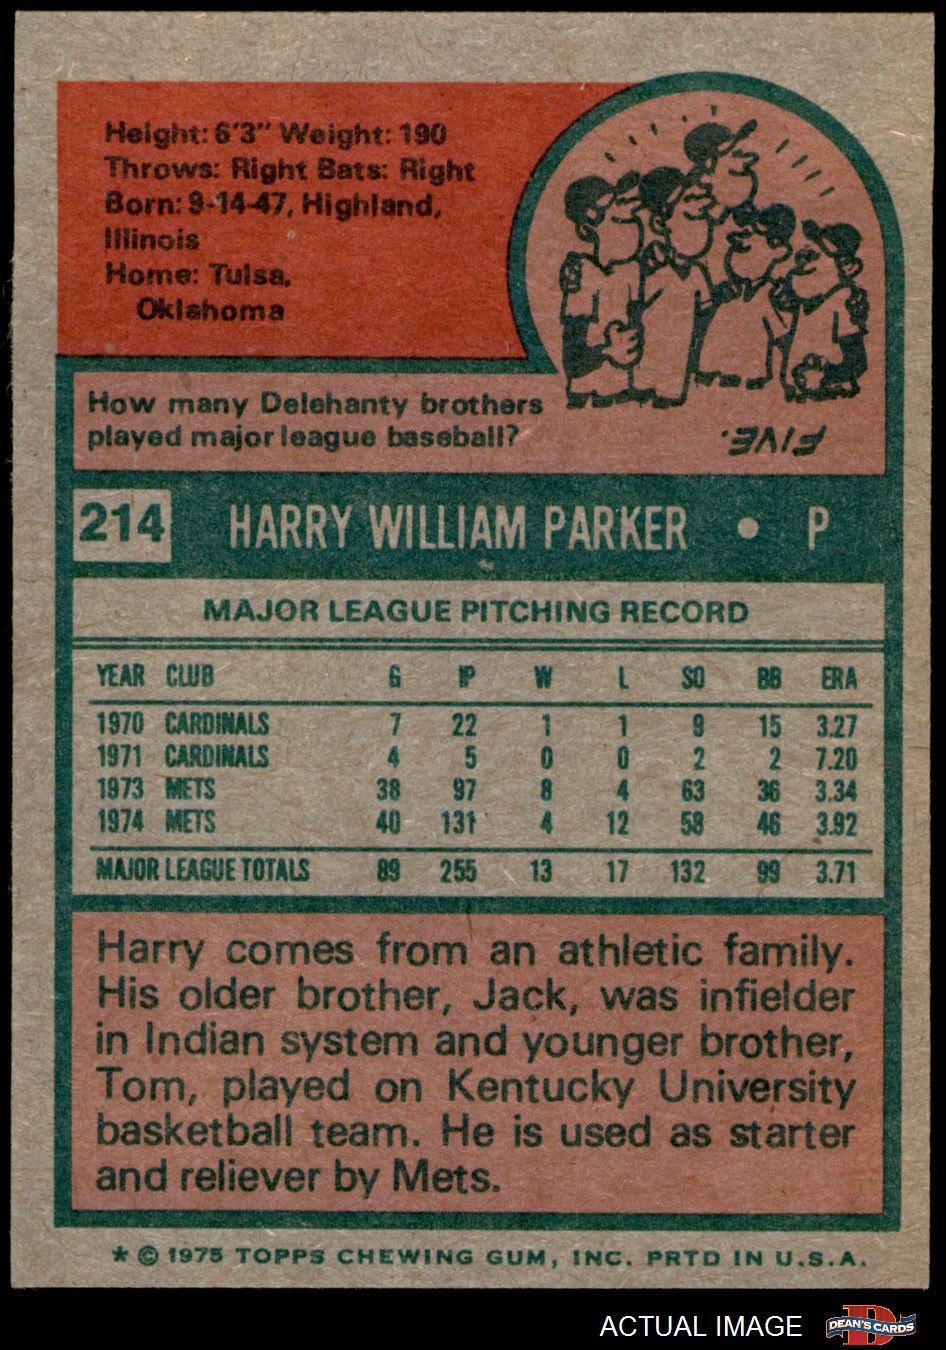 Height: 6'3" Weight: 190
Throws: Right Bats: Right
Born: 9-14-47, Highland,
Illinois
Home: Tulsa,
Oklahoma
How many Delehanty brothers
played major league baseball?
FIVE.
214 HARRY WILLIAM PARKER • P
MAJOR LEAGUE PITCHING RECORD
YEAR CLUB G IP W L SO BB ERA
1970 CARDINALS 7 22 1 1 9 15 3.27
1971 CARDINALS 4 5 0 0 2 2 7.20
1973 METS 38 97 8 4 63 36 3.34
1974 METS 40 131 4 12 58 46 3.92
MAJOR LEAGUE TOTALS 89 255 13 17 132 99 3.71
Harry comes from an athletic family.
His older brother, Jack, was infielder
in Indian system and younger brother,
Tom, played on Kentucky University
basketball team. He is used as starter
and reliever by Mets.
* © 1975 TOPPS CHEWING GUM, INC. PRTD IN U.S.A.
ACTUAL IMAGE D DEAN'S CARDS